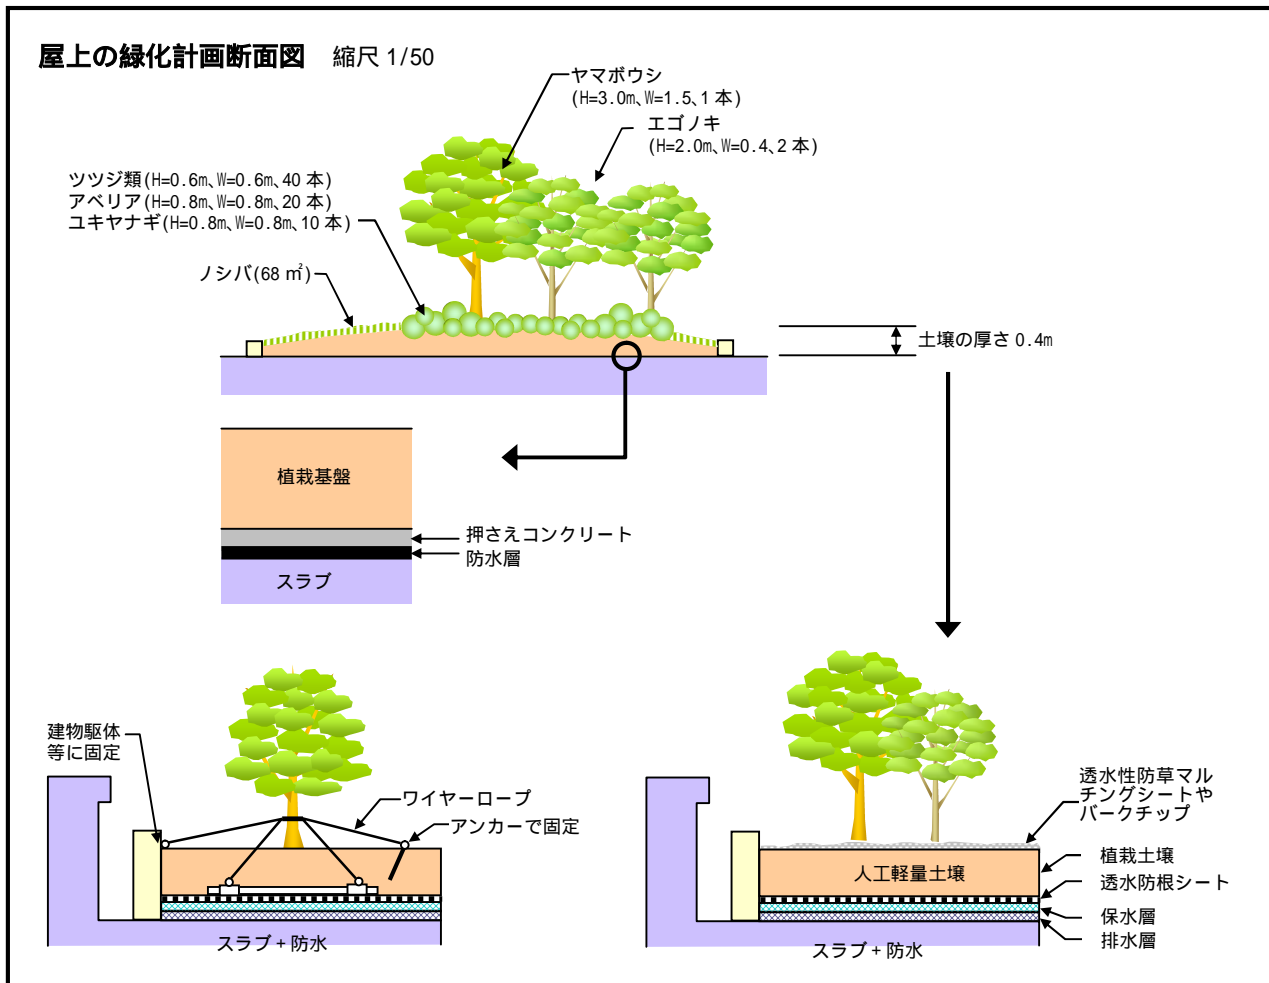 屋上の緑化計画断面図 縮尺 1/50
ヤマボウシ
(H=3.0m、W=1.5、1 本)
エゴノキ
(H=2.0m、W=0.4、2 本)
ツツジ類(H=0.6m、W=0.6m、40 本)
アベリア(H=0.8m、W=0.8m、20 本)
ユキヤナギ(H=0.8m、W=0.8m、10 本)
ノシバ(68 ㎡)
土壌の厚さ 0.4m
植栽基盤
押さえコンクリート
防水層
スラブ
建物駆体
等に固定
ワイヤーロープ
アンカーで固定
スラブ+防水
透水性防草マル
チングシートや
バークチップ
人工軽量土壌
植栽土壌
透水防根シート
保水層
排水層
スラブ+防水